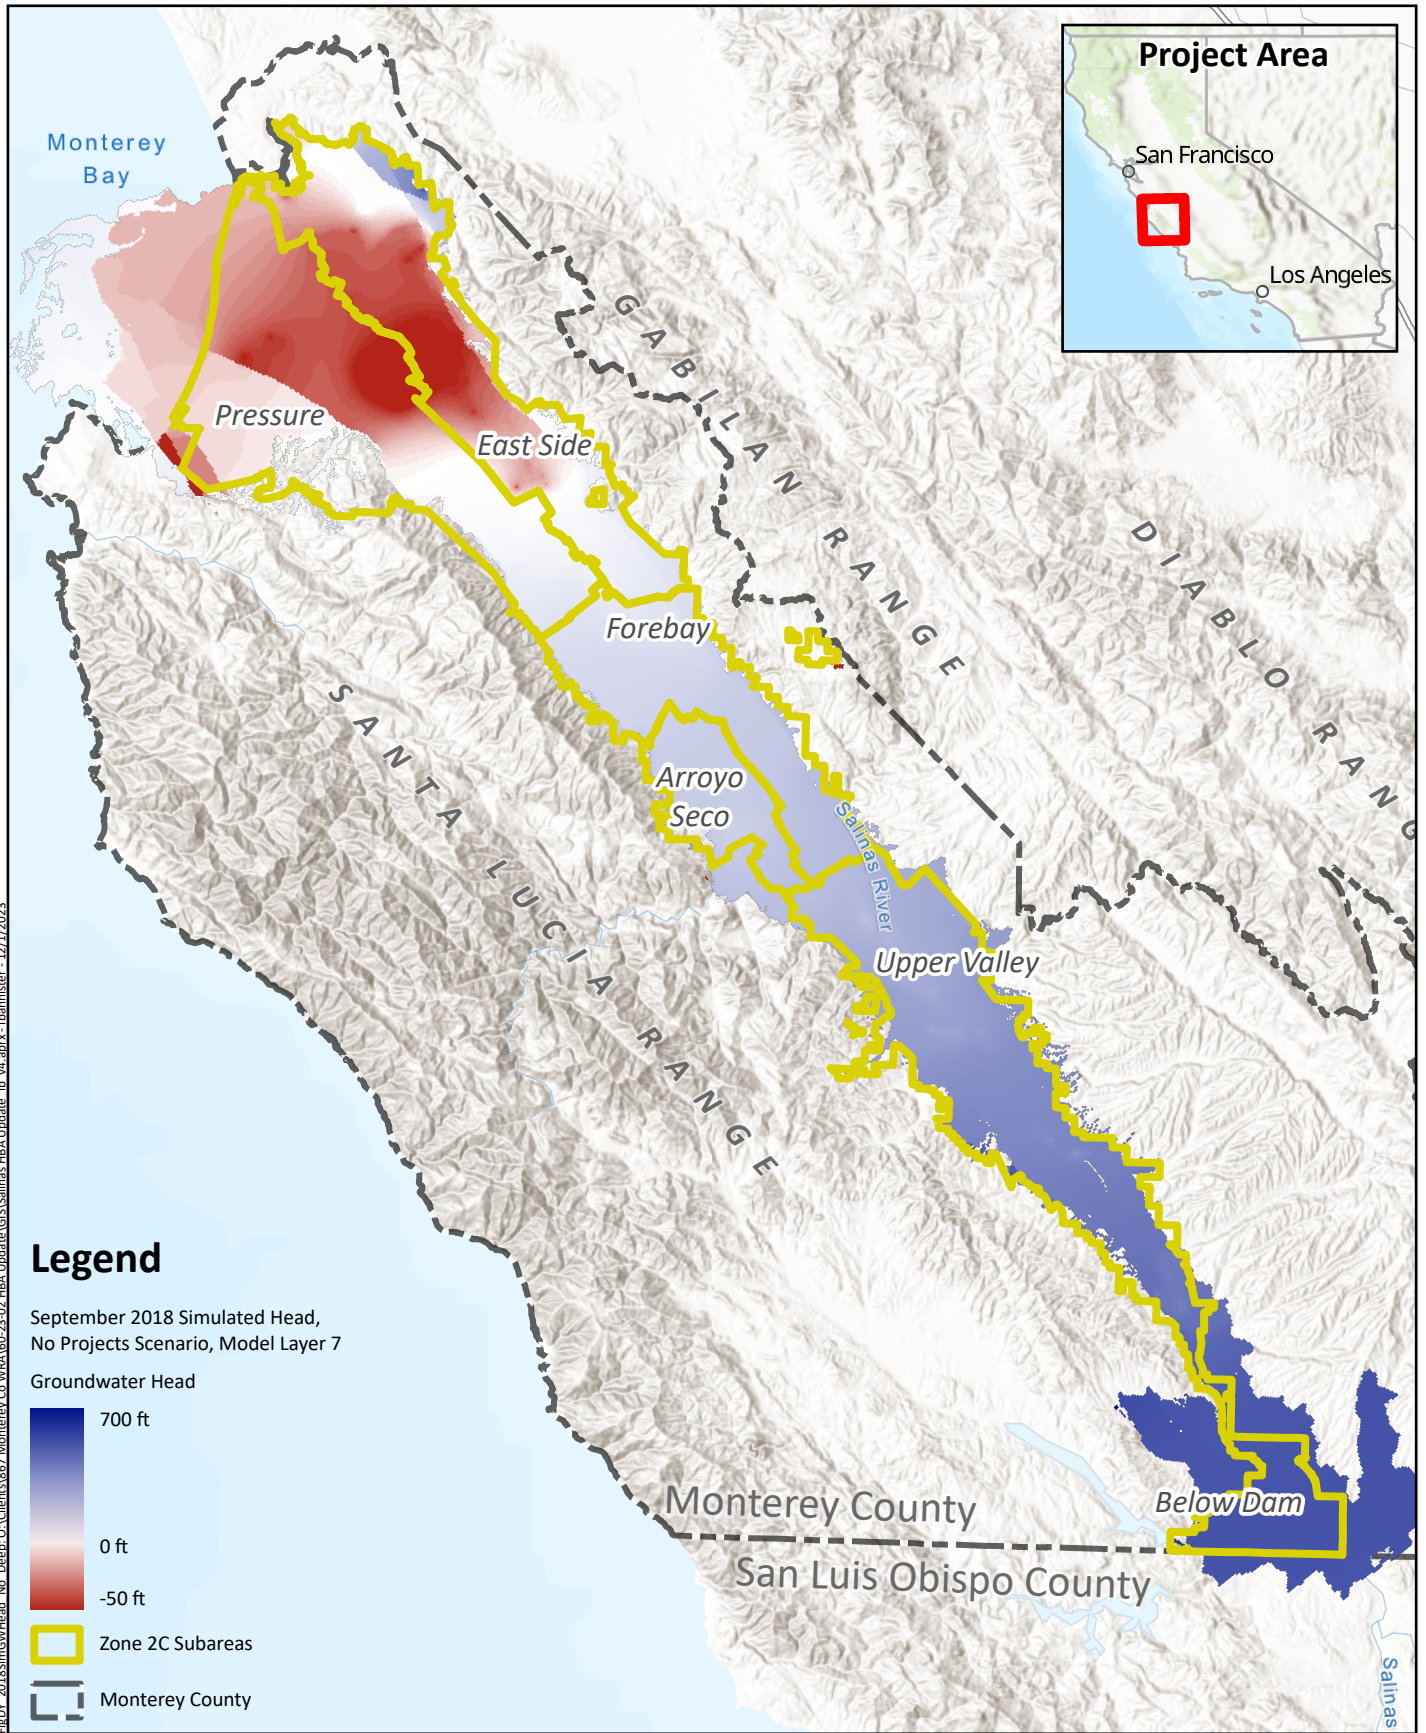 Project Area
San Francisco
Los Angeles
Monterey
Bay
GABILAN RANGE
DIABLO RANG
Pressure
East Side
Forebay
SANTA LUCIA RANGE
Arroyo
Seco
Salinas River
Upper Valley
Below Dam
Monterey County
San Luis Obispo County
Salinas
Legend
September 2018 Simulated Head,
No Projects Scenario, Model Layer 7
Groundwater Head
700 ft
0 ft
-50 ft
Zone 2C Subareas
Monterey County